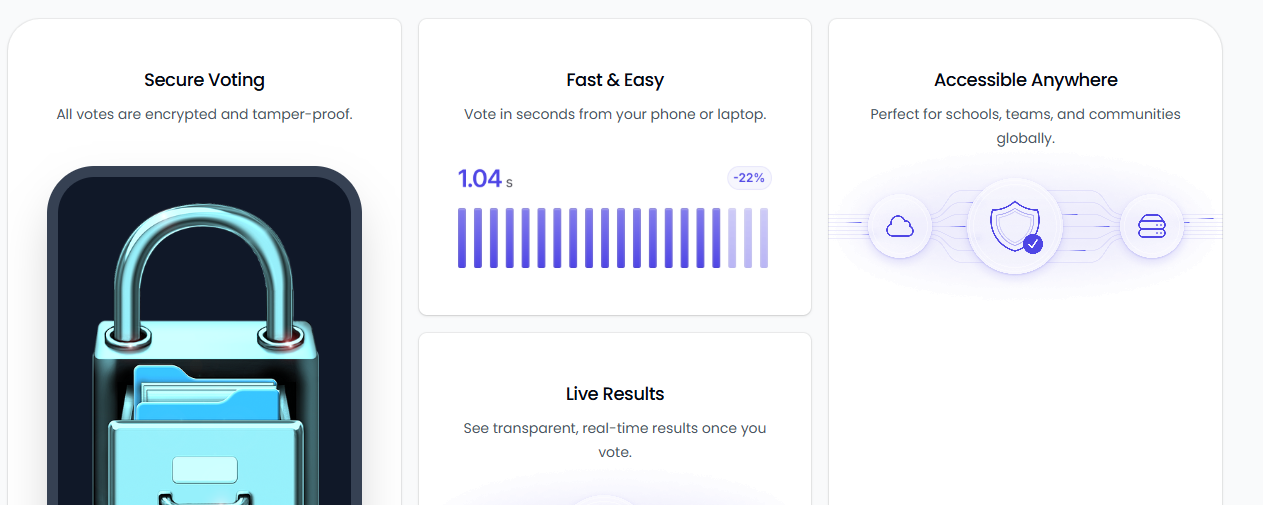 Secure Voting
All votes are encrypted and tamper-proof.
Fast & Easy
Vote in seconds from your phone or laptop.
1.04 s
-22%
Live Results
See transparent, real-time results once you
vote.
Accessible Anywhere
Perfect for schools, teams, and communities
globally.